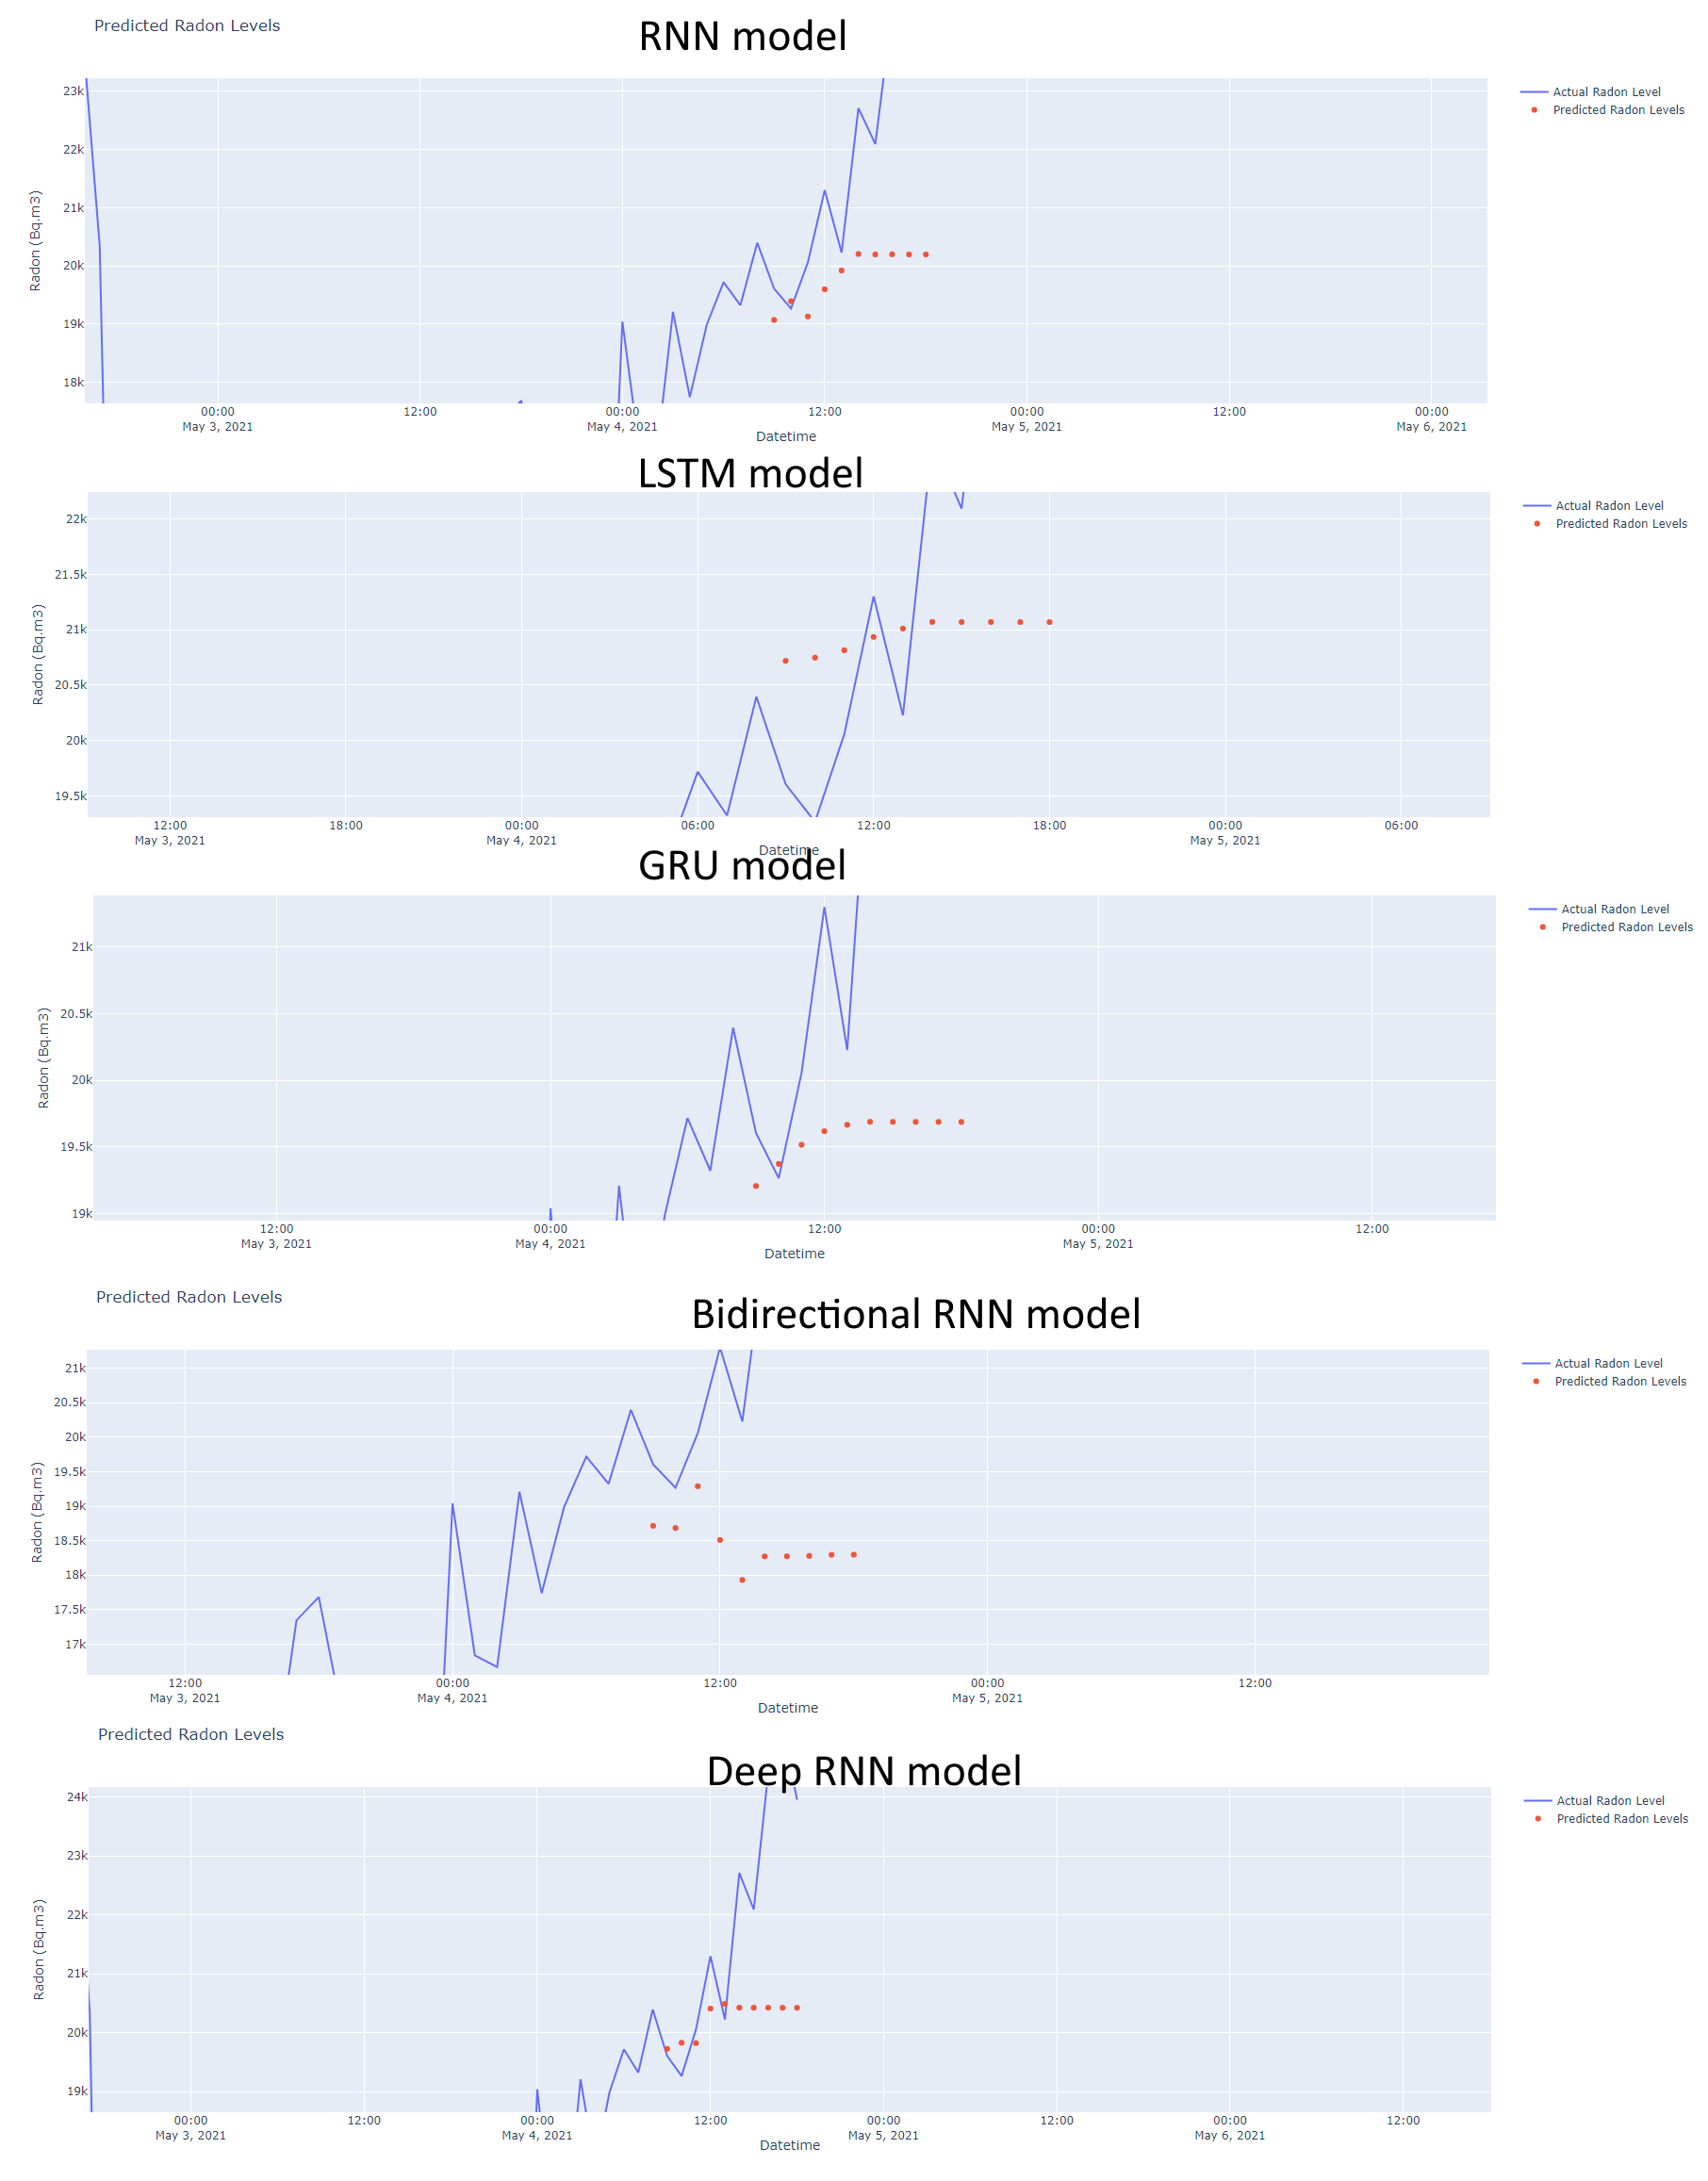 Predicted Radon Levels
RNN model
23k
22k
21k
20k
19k
18k
Radon (Bq.m3)
Actual Radon Level
Predicted Radon Levels
00:00 12:00 00:00 12:00 00:00 12:00 00:00
May 3, 2021 May 4, 2021 May 5, 2021 May 6, 2021
Datetime
LSTM model
22k
21.5k
21k
20.5k
20k
19.5k
Radon (Bq.m3)
Actual Radon Level
Predicted Radon Levels
12:00 18:00 00:00 06:00 12:00 18:00 00:00 06:00
May 3, 2021 May 4, 2021 May 5, 2021
Datetime
GRU model
21k
20.5k
20k
19.5k
19k
Radon (Bq.m3)
Actual Radon Level
Predicted Radon Levels
12:00 00:00 12:00 00:00 12:00
May 3, 2021 May 4, 2021 May 5, 2021
Datetime
Predicted Radon Levels
Bidirectional RNN model
21k
20.5k
20k
19.5k
19k
18.5k
18k
17.5k
17k
Radon (Bq.m3)
Actual Radon Level
Predicted Radon Levels
12:00 00:00 12:00 00:00 12:00
May 3, 2021 May 4, 2021 May 5, 2021
Datetime
Predicted Radon Levels
Deep RNN model
24k
23k
22k
21k
20k
19k
Radon (Bq.m3)
Actual Radon Level
Predicted Radon Levels
00:00 12:00 00:00 12:00 00:00 12:00 00:00 12:00
May 3, 2021 May 4, 2021 May 5, 2021 May 6, 2021
Datetime